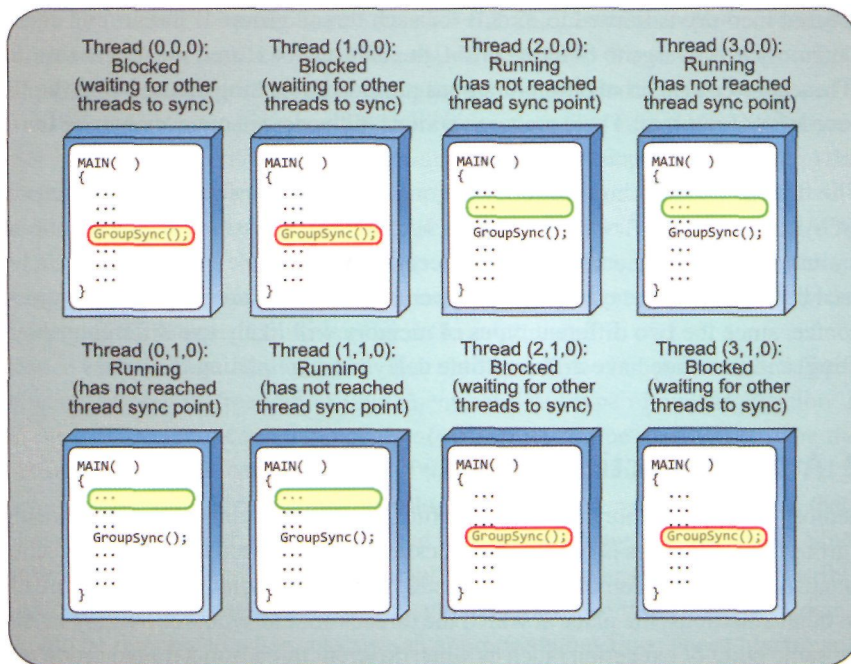 Thread (0,0,0):
Blocked
(waiting for other
threads to sync)
MAIN( )
{
...
...
...
GroupSync();
...
...
...
}
Thread (1,0,0):
Blocked
(waiting for other
threads to sync)
MAIN( )
{
...
...
...
GroupSync();
...
...
...
}
Thread (2,0,0):
Running
(has not reached
thread sync point)
MAIN( )
{
...
...
...
GroupSync();
...
...
...
}
Thread (3,0,0):
Running
(has not reached
thread sync point)
MAIN( )
{
...
...
...
GroupSync();
...
...
...
}
Thread (0,1,0):
Running
(has not reached
thread sync point)
MAIN( )
{
...
...
...
GroupSync();
...
...
...
}
Thread (1,1,0):
Running
(has not reached
thread sync point)
MAIN( )
{
...
...
...
GroupSync();
...
...
...
}
Thread (2,1,0):
Blocked
(waiting for other
threads to sync)
MAIN( )
{
...
...
...
GroupSync();
...
...
...
}
Thread (3,1,0):
Blocked
(waiting for other
threads to sync)
MAIN( )
{
...
...
...
GroupSync();
...
...
...
}